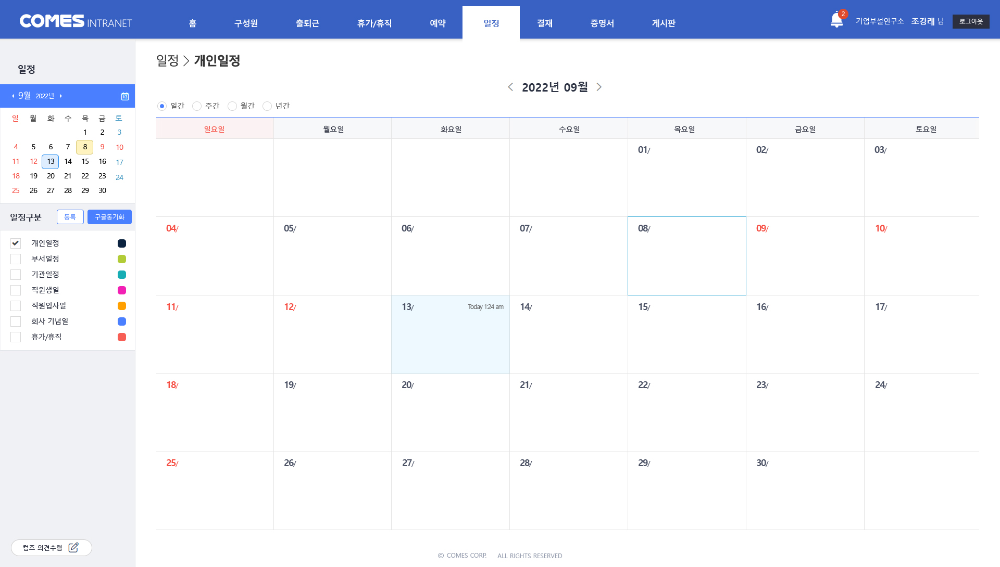 COMES INTRANET 홈 구성원 출퇴근 휴가/휴직 예약 일정 결재 증명서 게시판 2 기업부설연구소 조강래 님 로그아웃
일정
9월 2022년 13
일 월 화 수 목 금 토
1 2 3
4 5 6 7 8 9 10
11 12 13 14 15 16 17
18 19 20 21 22 23 24
25 26 27 28 29 30
일정구분 등록 구글동기화
개인일정
부서일정
기관일정
직원생일
직원입사일
회사 기념일
휴가/휴직
컴즈 의견수렴
일정 > 개인일정
< 2022년 09월 >
일간 주간 월간 년간
일요일 월요일 화요일 수요일 목요일 금요일 토요일
01/ 02/ 03/
04/ 05/ 06/ 07/ 08/ 09/ 10/
11/ 12/ 13/ Today 1:24 am 14/ 15/ 16/ 17/
18/ 19/ 20/ 21/ 22/ 23/ 24/
25/ 26/ 27/ 28/ 29/ 30/
© COMES CORP. ALL RIGHTS RESERVED